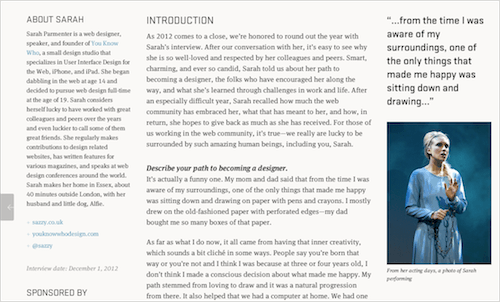 ABOUT SARAH
Sarah Parmenter is a web designer,
speaker, and founder of You Know
Who, a small design studio that
specializes in User Interface Design for
the Web, iPhone, and iPad. She began
dabbling in the web at age 14 and
decided to pursue web design full-time
at the age of 19. Sarah considers
herself lucky to have worked with great
colleagues and peers over the years
and even luckier to call some of them
great friends. She regularly makes
contributions to design related
websites, has written features for
various magazines, and speaks at web
design conferences around the world.
Sarah makes her home in Essex, about
40 minutes outside London, with her
husband and little dog, Alfie.
sazzy.co.uk
youknowwhodesign.com
@sazzy
Interview date: December 1, 2012
SPONSORED BY
INTRODUCTION
As 2012 comes to a close, we're honored to round out the year with
Sarah's interview. After our conversation with her, it's easy to see why
she is so well-loved and respected by her colleagues and peers. Smart,
charming, and ever so candid, Sarah told us about her path to
becoming a designer, the folks who have encouraged her along the
way, and what she's learned through challenges in work and life. After
an especially difficult year, Sarah recalled how much the web
community has embraced her, what that has meant to her, and how, in
return, she hopes to give back as much as she has received. For those
of us working in the web community, it's true—we really are lucky to be
surrounded by such amazing human beings, including you, Sarah.
Describe your path to becoming a designer.
It's actually a funny one. My mom and dad said that from the time I was
aware of my surroundings, one of the only things that made me happy
was sitting down and drawing on paper with pens and crayons. I mostly
drew on the old-fashioned paper with perforated edges—my dad
bought me so many boxes of that paper.
As far as what I do now, it all came from having that inner creativity,
which sounds a bit cliché in some ways. People say you're born that
way or you're not and I think I was because at three or four years old, I
don't think I made a conscious decision about what made me happy. My
path stemmed from loving to draw and it was a natural progression
from there. It also helped that we had a computer at home. We had one
"...from the time I was
aware of my
surroundings, one of
the only things that
made me happy was
sitting down and
drawing..."
From her acting days, a photo of Sarah
performing